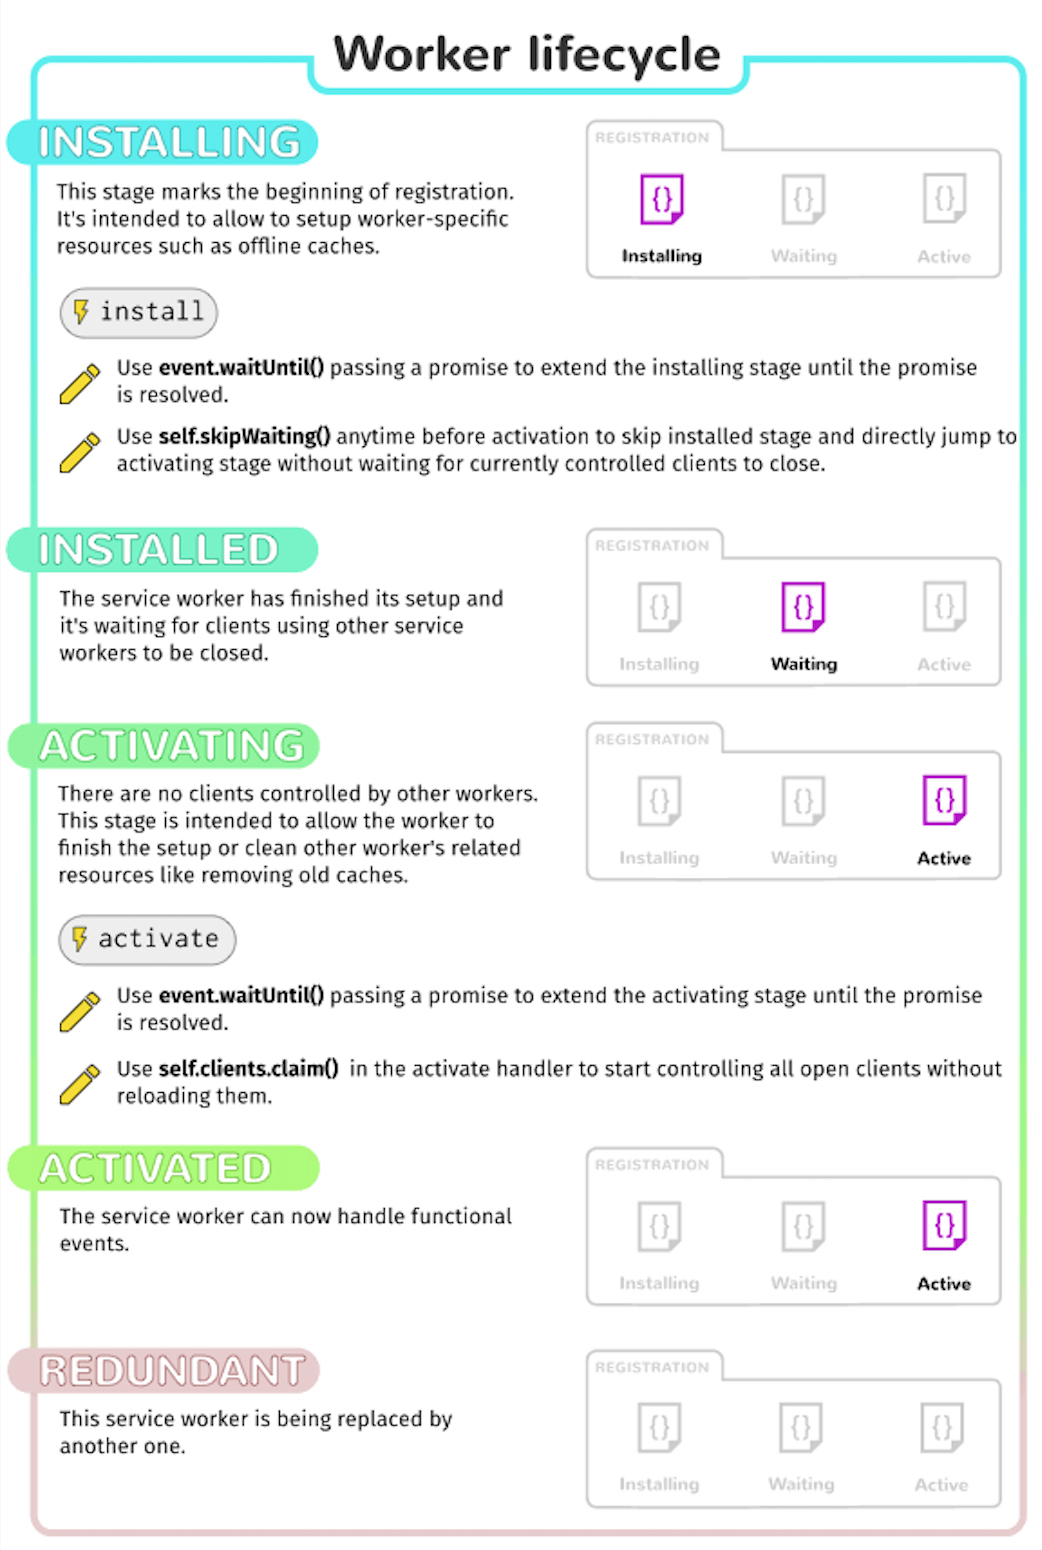 Worker lifecycle
INSTALLING
This stage marks the beginning of registration.
It's intended to allow to setup worker-specific
resources such as offline caches.
REGISTRATION
{}
{}
{}
Installing
Waiting
Active
install
Use event.waitUntil() passing a promise to extend the installing stage until the promise
is resolved.
Use self.skipWaiting() anytime before activation to skip installed stage and directly jump to
activating stage without waiting for currently controlled clients to close.
INSTALLED
The service worker has finished its setup and
it's waiting for clients using other service
workers to be closed.
REGISTRATION
{}
{}
{}
Installing
Waiting
Active
ACTIVATING
There are no clients controlled by other workers.
This stage is intended to allow the worker to
finish the setup or clean other worker's related
resources like removing old caches.
REGISTRATION
{}
{}
{}
Installing
Waiting
Active
activate
Use event.waitUntil() passing a promise to extend the activating stage until the promise
is resolved.
Use self.clients.claim() in the activate handler to start controlling all open clients without
reloading them.
ACTIVATED
The service worker can now handle functional
events.
REGISTRATION
{}
{}
{}
Installing
Waiting
Active
REDUNDANT
This service worker is being replaced by
another one.
REGISTRATION
{}
{}
{}
Installing
Waiting
Active